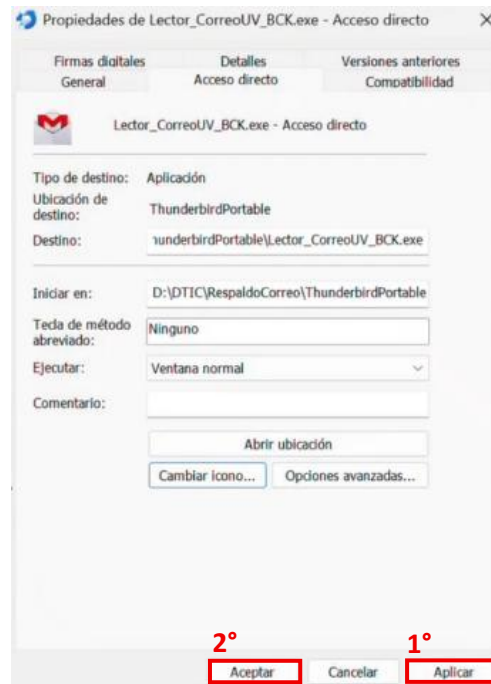 Propiedades de Lector_CorreoUV_BCK.exe - Acceso directo
Firmas digitales Detalles Versiones anteriores
General Acceso directo Compatibilidad
Lector_CorreoUV_BCK.exe - Acceso directo
Tipo de destino: Aplicación
Ubicación de destino: ThunderbirdPortable
Destino: underbirdPortable\Lector_CorreoUV_BCK.exe
Iniciar en: D:\DTIC\RespaldoCorreo\ThunderbirdPortable
Tecla de método abreviado: Ninguno
Ejecutar: Ventana normal
Comentario:
Abrir ubicación
Cambiar icono... Opciones avanzadas...
2° 1°
Aceptar Cancelar Aplicar